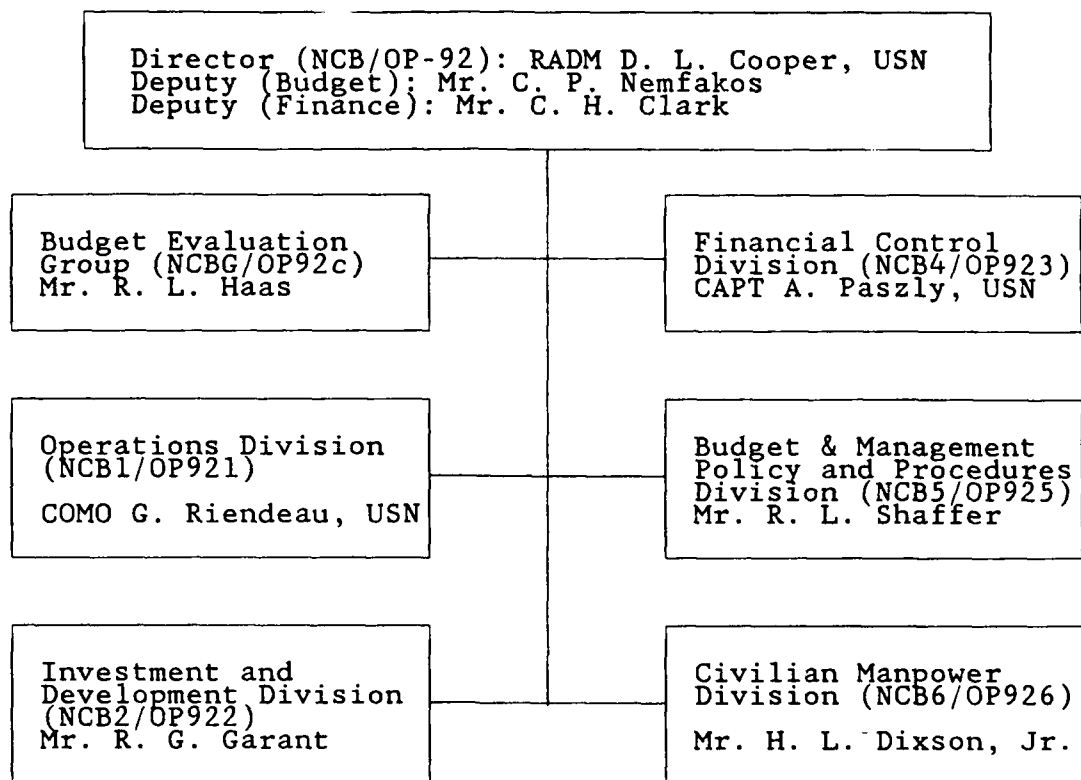 Director (NCB/OP-92): RADM D. L. Cooper, USN
Deputy (Budget): Mr. C. P. Nemfakos
Deputy (Finance): Mr. C. H. Clark
Budget Evaluation
Group (NCBG/OP92c)
Mr. R. L. Haas
Financial Control
Division (NCB4/OP923)
CAPT A. Paszly, USN
Operations Division
(NCB1/OP921)
COMO G. Riendeau, USN
Budget & Management
Policy and Procedures
Division (NCB5/OP925)
Mr. R. L. Shaffer
Investment and
Development Division
(NCB2/OP922)
Mr. R. G. Garant
Civilian Manpower
Division (NCB6/OP926)
Mr. H. L. Dixson, Jr.